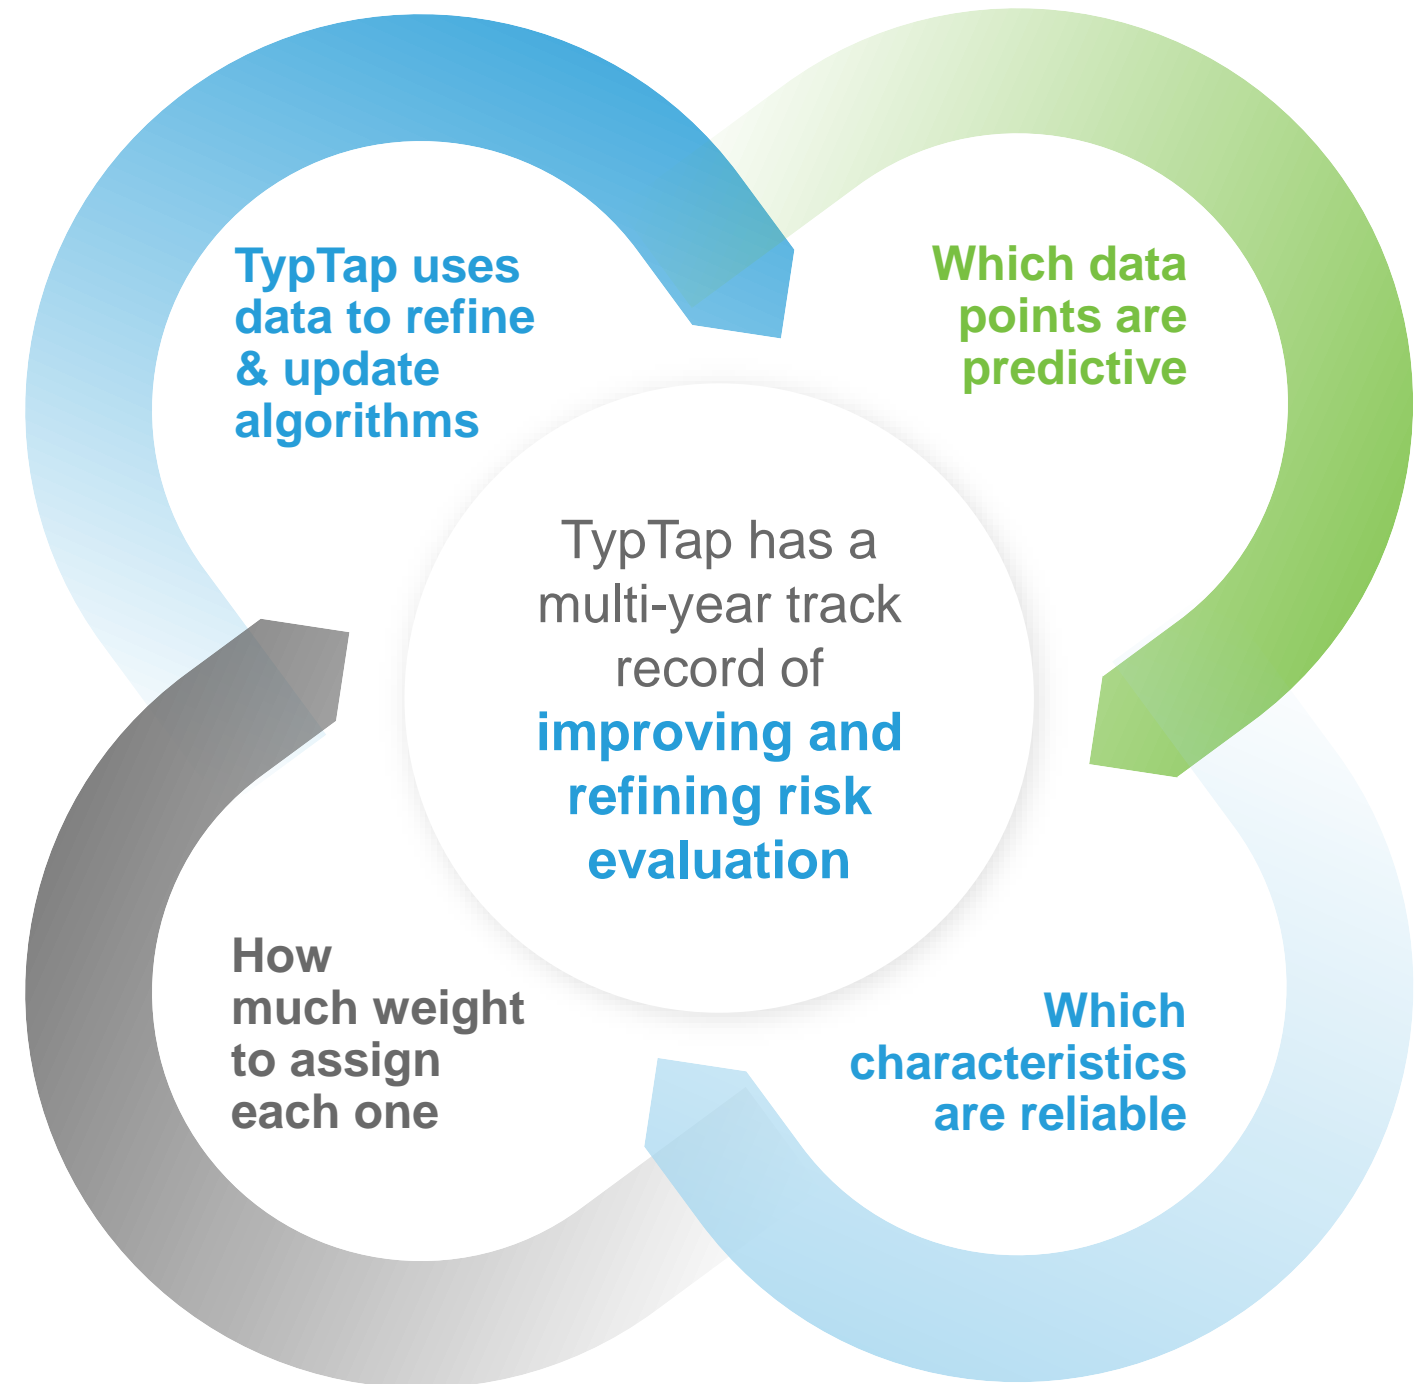 TypTap uses
data to refine
& update
algorithms
Which data
points are
predictive
TypTap has a
multi-year track
record of
improving and
refining risk
evaluation
How
much weight
to assign
each one
Which
characteristics
are reliable